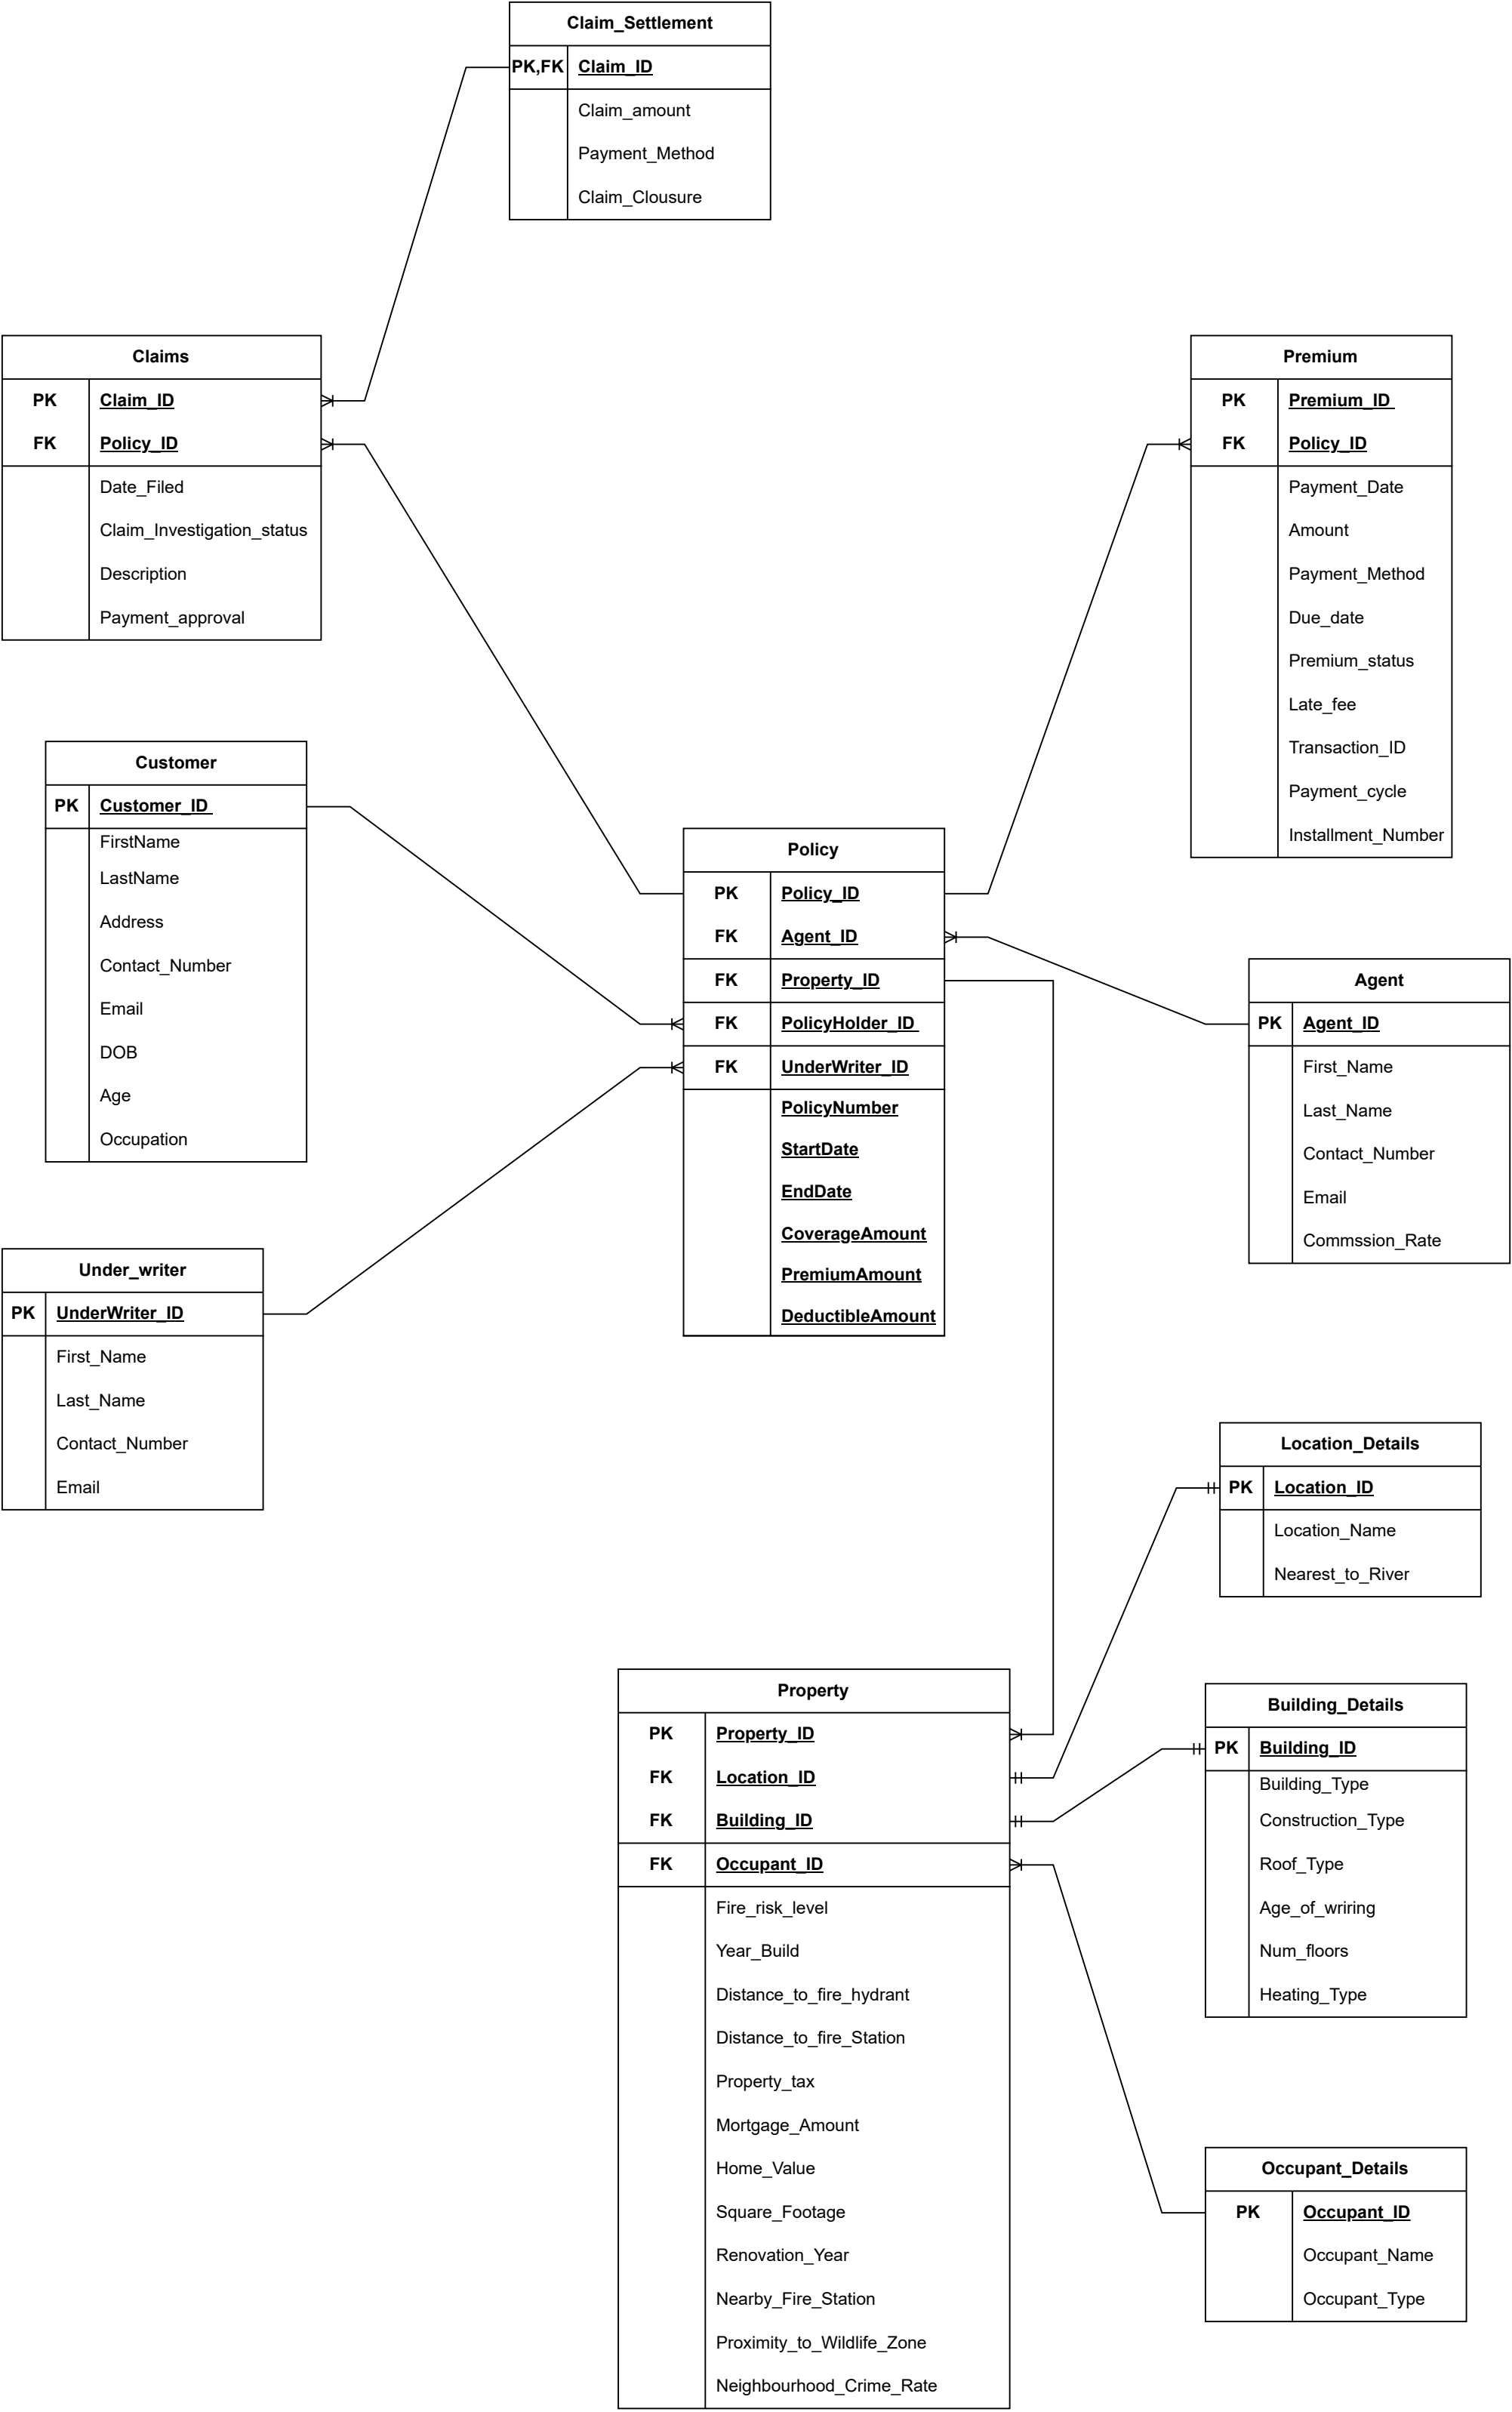 Claim_Settlement
PK,FK Claim_ID
Claim_amount
Payment_Method
Claim_Clousure
Claims
PK Claim_ID
FK Policy_ID
Date_Filed
Claim_Investigation_status
Description
Payment_approval
Premium
PK Premium_ID
FK Policy_ID
Payment_Date
Amount
Payment_Method
Due_date
Premium_status
Late_fee
Transaction_ID
Payment_cycle
Installment_Number
Customer
PK Customer_ID
FirstName
LastName
Address
Contact_Number
Email
DOB
Age
Occupation
Policy
PK Policy_ID
FK Agent_ID
FK Property_ID
FK PolicyHolder_ID
FK UnderWriter_ID
PolicyNumber
StartDate
EndDate
CoverageAmount
PremiumAmount
DeductibleAmount
Agent
PK Agent_ID
First_Name
Last_Name
Contact_Number
Email
Commssion_Rate
Under_writer
PK UnderWriter_ID
First_Name
Last_Name
Contact_Number
Email
Location_Details
PK Location_ID
Location_Name
Nearest_to_River
Property
PK Property_ID
FK Location_ID
FK Building_ID
FK Occupant_ID
Fire_risk_level
Year_Build
Distance_to_fire_hydrant
Distance_to_fire_Station
Property_tax
Mortgage_Amount
Home_Value
Square_Footage
Renovation_Year
Nearby_Fire_Station
Proximity_to_Wildlife_Zone
Neighbourhood_Crime_Rate
Building_Details
PK Building_ID
Building_Type
Construction_Type
Roof_Type
Age_of_wriring
Num_floors
Heating_Type
Occupant_Details
PK Occupant_ID
Occupant_Name
Occupant_Type